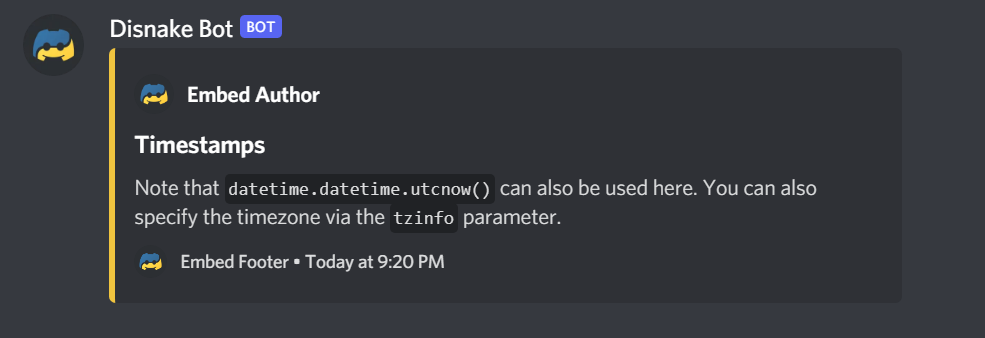 Disnake Bot BOT
Embed Author
Timestamps
Note that datetime.datetime.utcnow() can also be used here. You can also
specify the timezone via the tzinfo parameter.
Embed Footer • Today at 9:20 PM